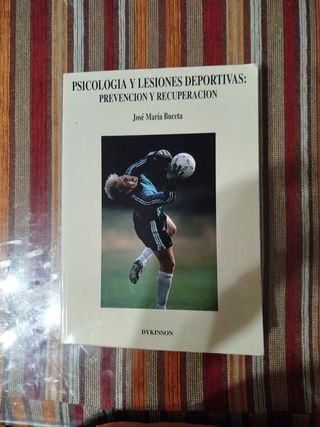 PSICOLOGIA Y LESIONES DEPORTIVAS:
PREVENCION Y RECUPERACION
José María Buceta
DYKINSON